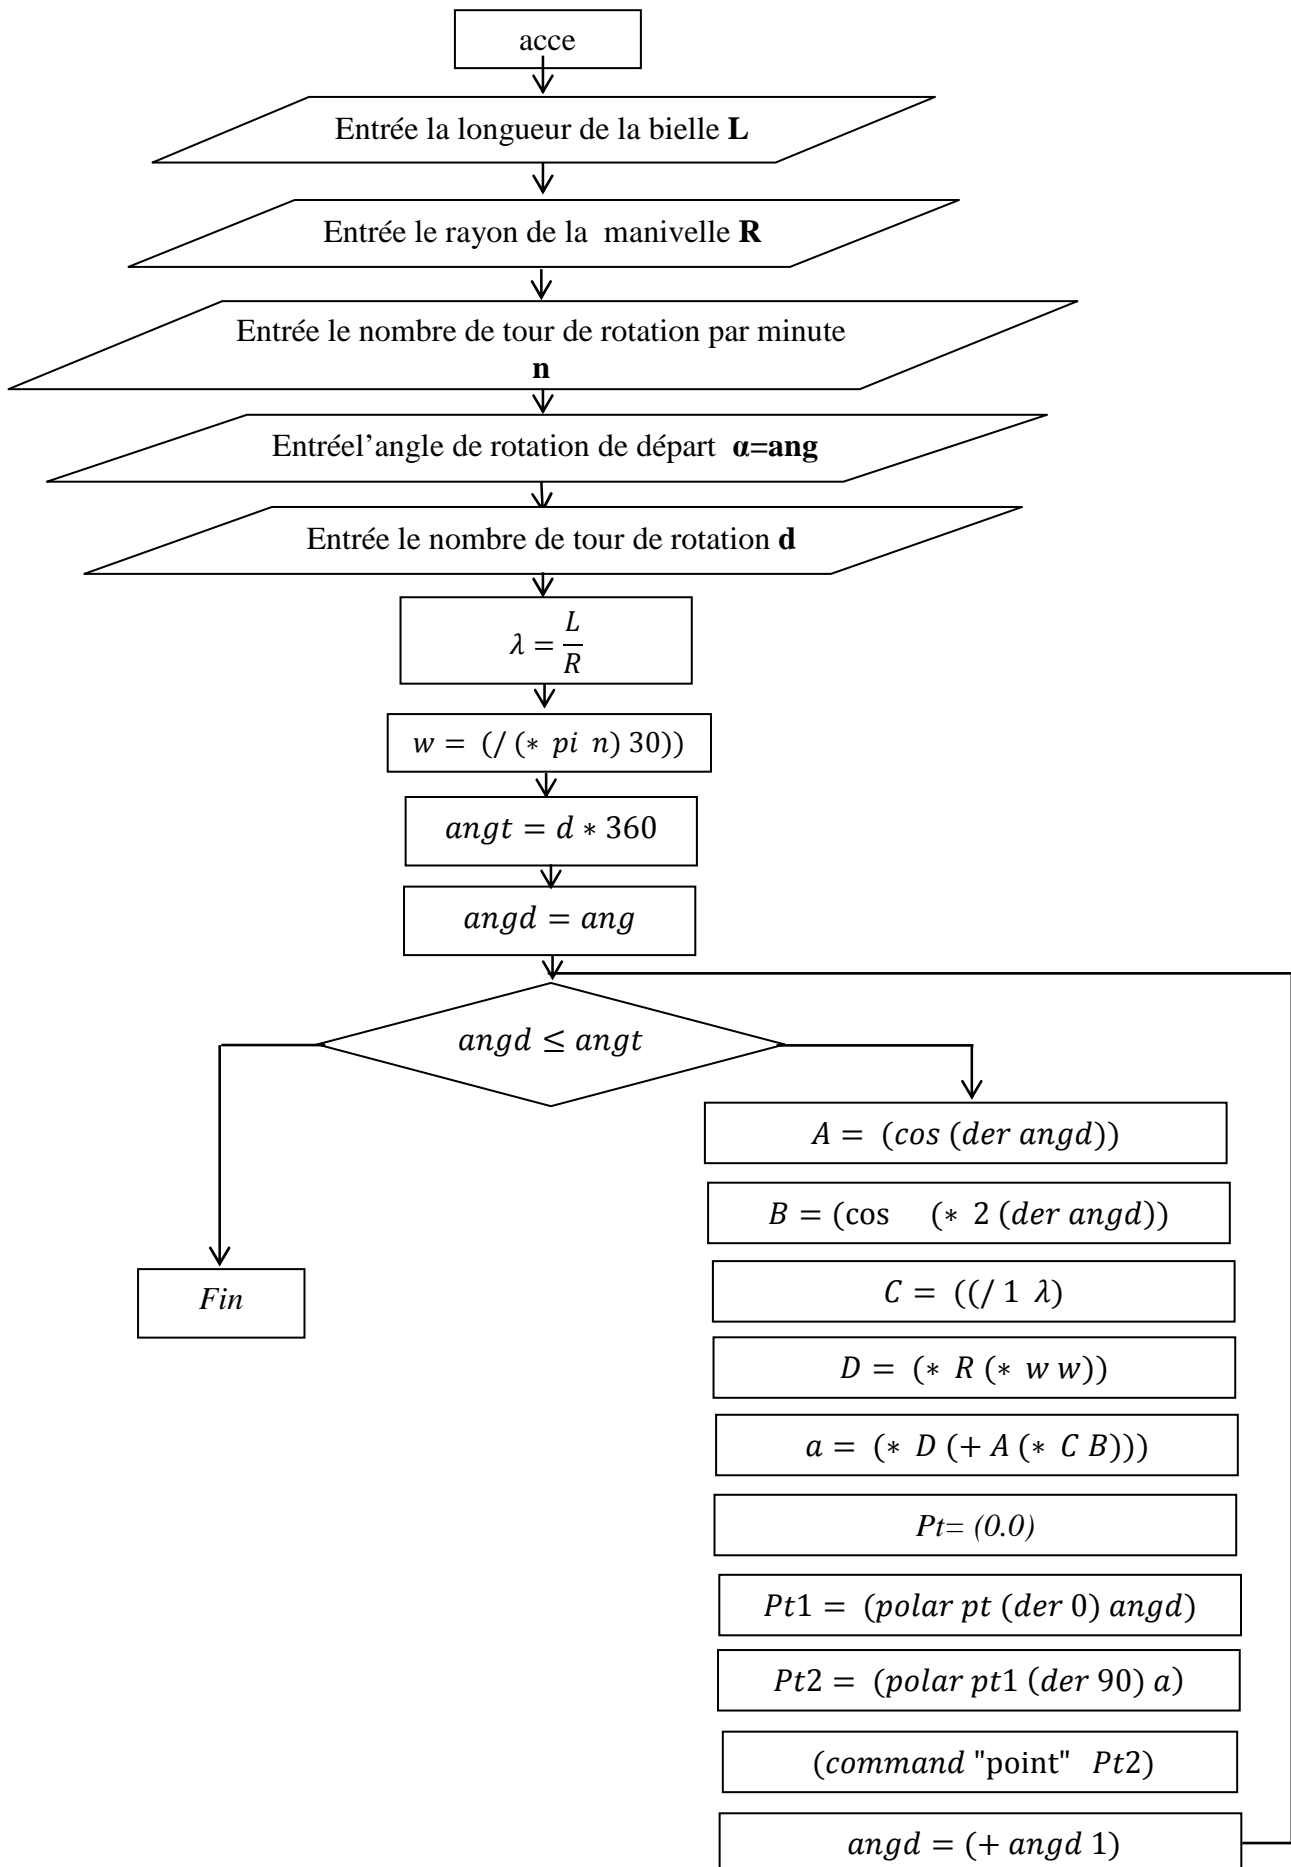 acce
Entrée la longueur de la bielle L
Entrée le rayon de la manivelle R
Entrée le nombre de tour de rotation par minute
n
Entréel’angle de rotation de départ α=ang
Entrée le nombre de tour de rotation d
λ = L/R
w = (/ (* pi n) 30))
angt = d * 360
angd = ang
angd ≤ angt
A = (cos (der angd))
B = (cos (* 2 (der angd))
Fin
C = ((/ 1 λ)
D = (* R (* w w))
a = (* D (+ A (* C B)))
Pt= (0.0)
Pt1 = (polar pt (der 0) angd)
Pt2 = (polar pt1 (der 90) a)
(command "point" Pt2)
angd = (+ angd 1)